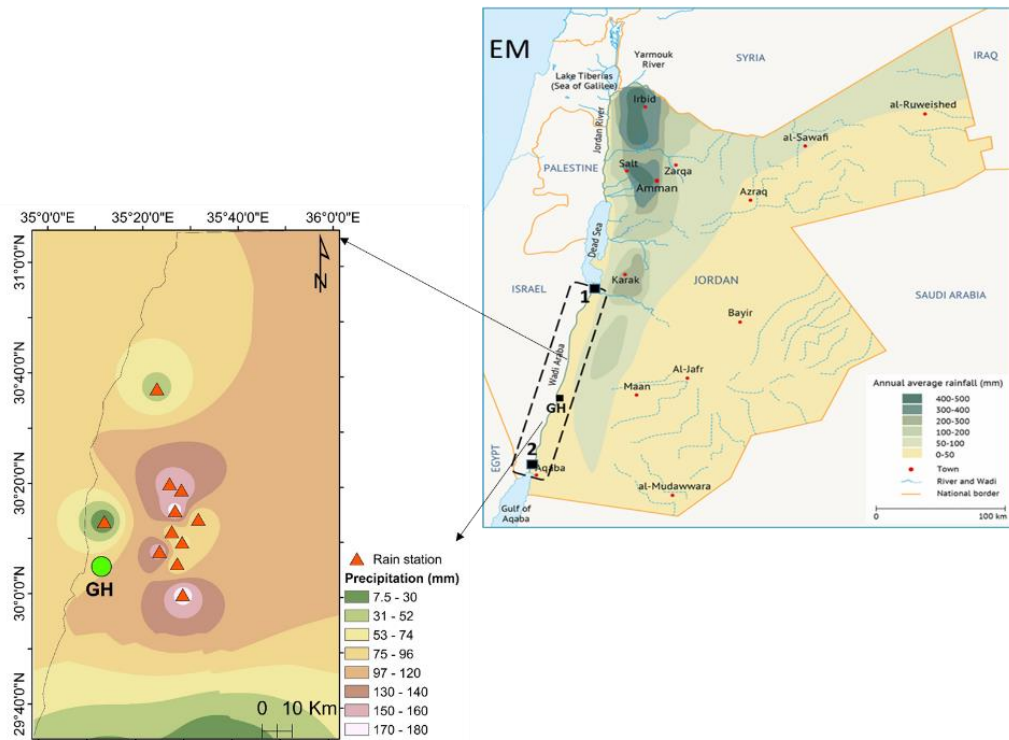 EM
Yarmouk
River
SYRIA
IRAQ
Lake Tiberias
(Sea of Galilee)
Irbid
al-Ruweished
Jordan River
al-Sawafi
PALESTINE
Salt
Zarqa
Amman
Azraq
Dead Sea
Karak
JORDAN
ISRAEL
1
SAUDI ARABIA
Bayir
Wadi Araba
Al-Jafr
Maan
GH
EGYPT
2
Aqaba
al-Mudawwara
Gulf of
Aqaba
Annual average rainfall (mm)
400-500
300-400
200-300
100-200
50-100
0-50
Town
River and Wadi
National border
0 100 km
35°0'0"E 35°20'0"E 35°40'0"E 36°0'0"E
31°0'0"N
30°40'0"N
30°20'0"N
30°0'0"N
29°40'0"N
N
GH
0 10 Km
Rain station
Precipitation (mm)
7.5 - 30
31 - 52
53 - 74
75 - 96
97 - 120
130 - 140
150 - 160
170 - 180